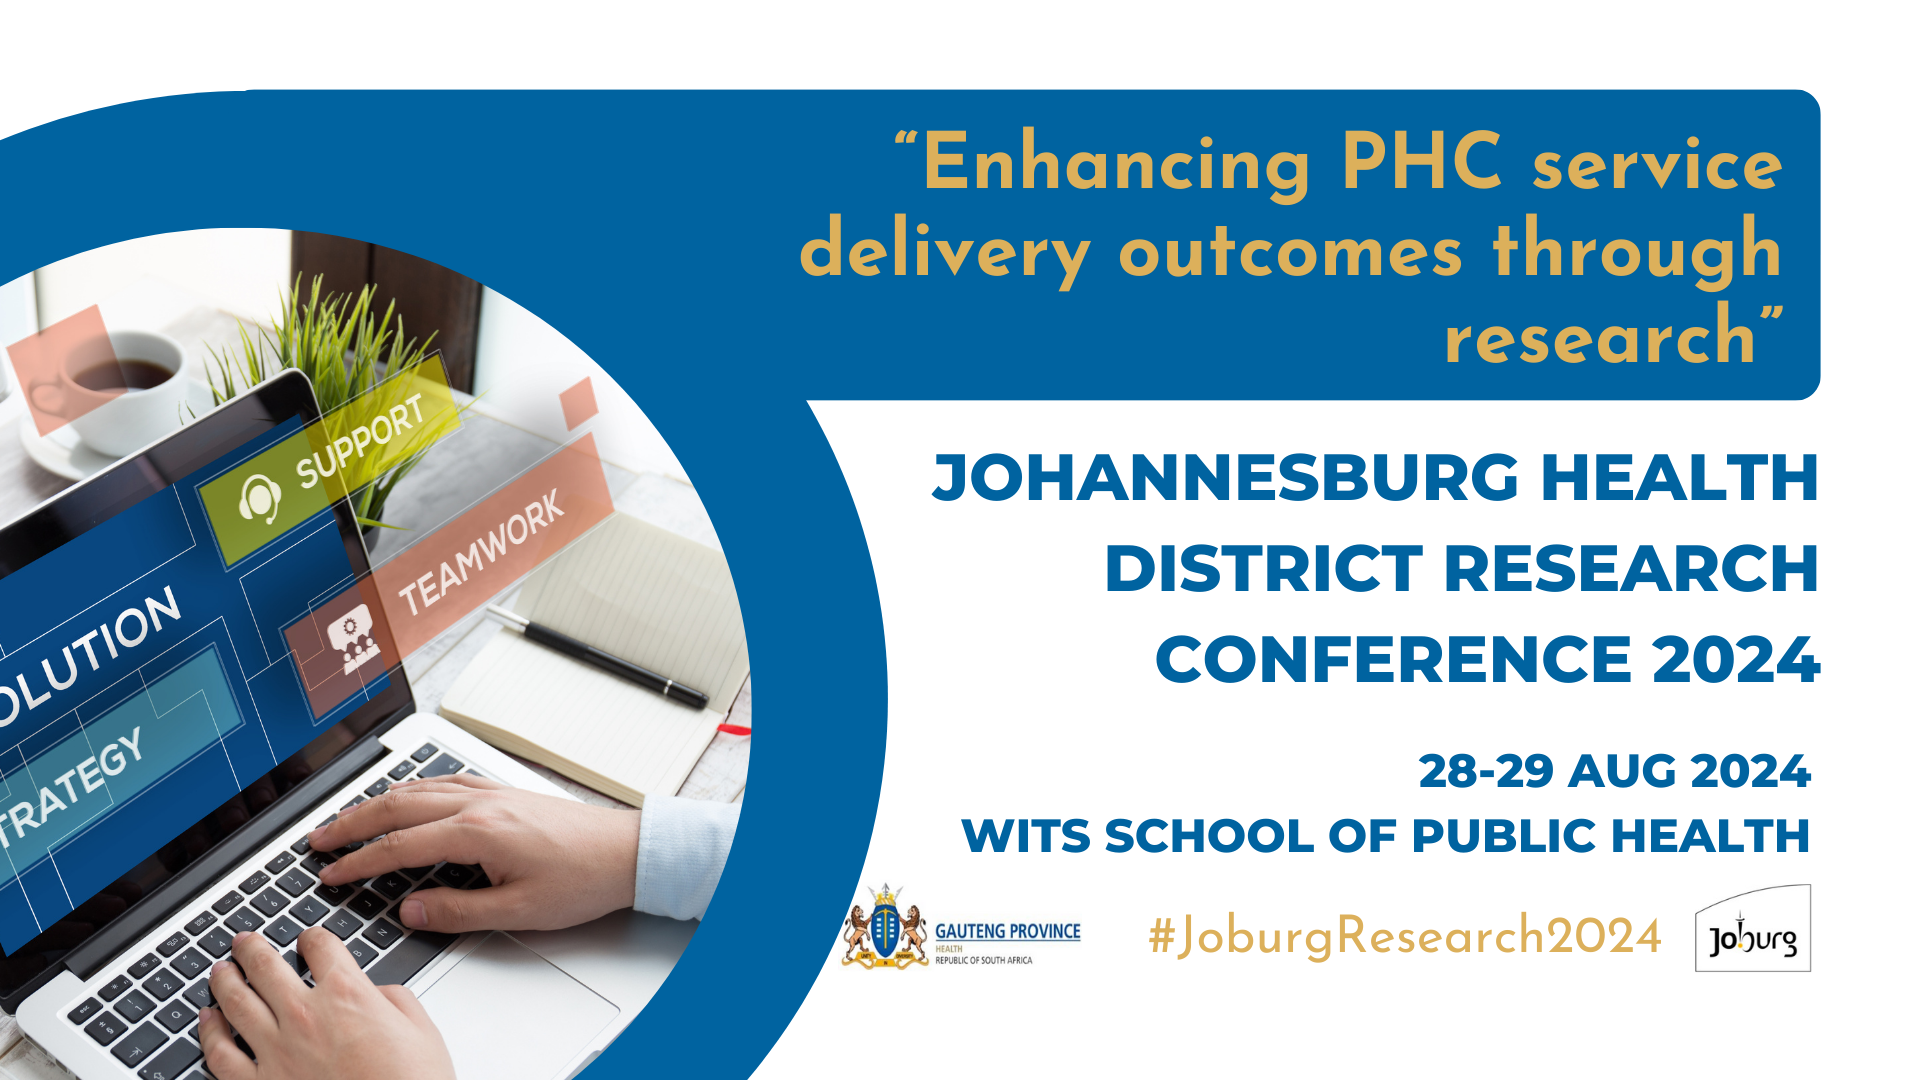 “Enhancing PHC service
delivery outcomes through
research”
JOHANNESBURG HEALTH
DISTRICT RESEARCH
CONFERENCE 2024
28-29 AUG 2024
WITS SCHOOL OF PUBLIC HEALTH
GAUTENG PROVINCE
HEALTH
REPUBLIC OF SOUTH AFRICA
#JoburgResearch2024
Joburg
SUPPORT
TEAMWORK
OLUTION
TRATEGY